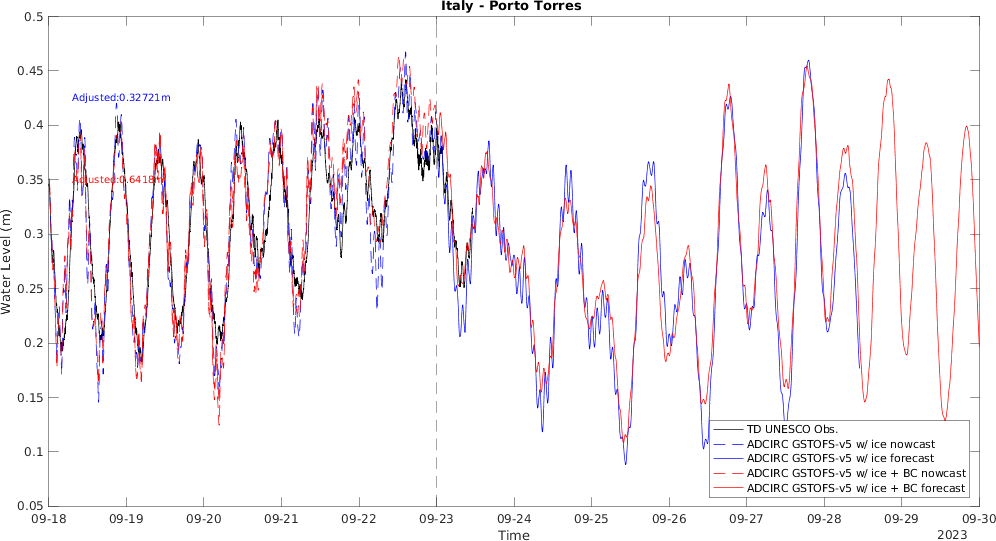 Italy - Porto Torres
0.5
0.45
0.4
0.35
0.3
0.25
0.2
0.15
0.1
0.05
Water Level (m)
Adjusted:0.32721m
Adjusted:0.6418m
TD UNESCO Obs.
ADCIRC GSTOFS-v5 w/ ice nowcast
ADCIRC GSTOFS-v5 w/ ice forecast
ADCIRC GSTOFS-v5 w/ ice + BC nowcast
ADCIRC GSTOFS-v5 w/ ice + BC forecast
09-18 09-19 09-20 09-21 09-22 09-23 09-24 09-25 09-26 09-27 09-28 09-29 09-30
Time
2023